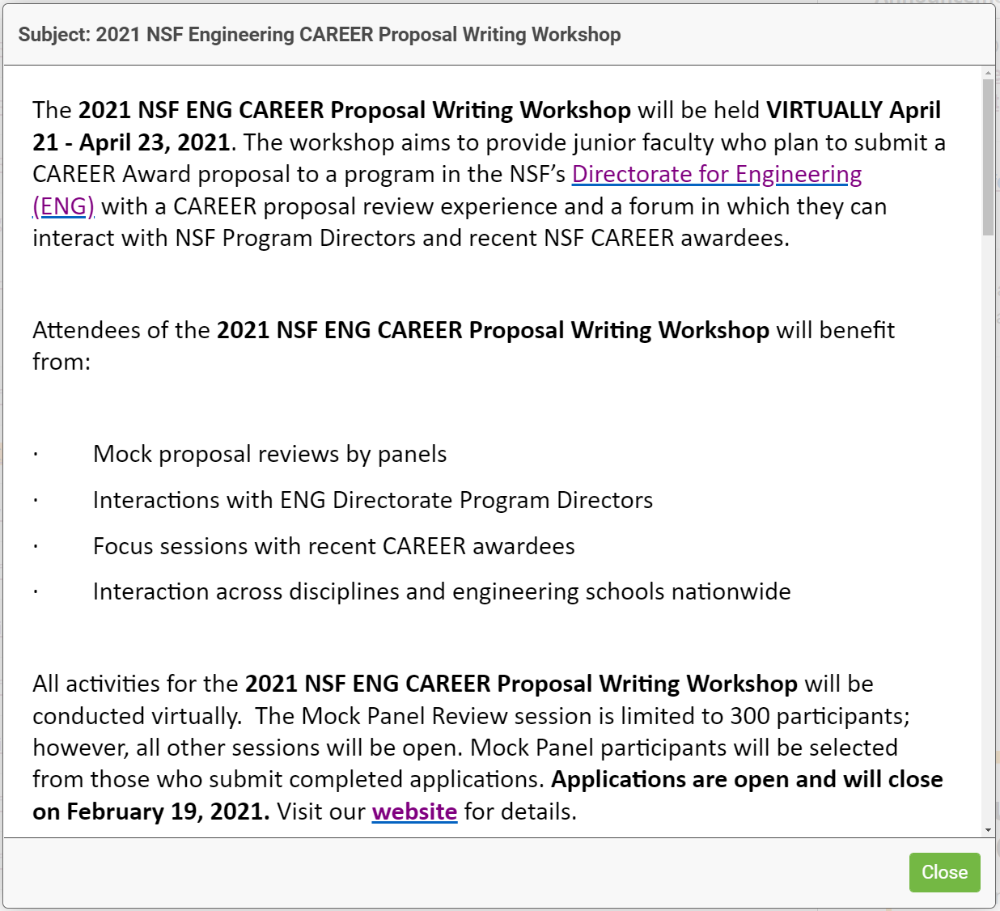 Subject: 2021 NSF Engineering CAREER Proposal Writing Workshop
The 2021 NSF ENG CAREER Proposal Writing Workshop will be held VIRTUALLY April
21 - April 23, 2021. The workshop aims to provide junior faculty who plan to submit a
CAREER Award proposal to a program in the NSF’s Directorate for Engineering
(ENG) with a CAREER proposal review experience and a forum in which they can
interact with NSF Program Directors and recent NSF CAREER awardees.
Attendees of the 2021 NSF ENG CAREER Proposal Writing Workshop will benefit
from:
· Mock proposal reviews by panels
· Interactions with ENG Directorate Program Directors
· Focus sessions with recent CAREER awardees
· Interaction across disciplines and engineering schools nationwide
All activities for the 2021 NSF ENG CAREER Proposal Writing Workshop will be
conducted virtually.  The Mock Panel Review session is limited to 300 participants;
however, all other sessions will be open. Mock Panel participants will be selected
from those who submit completed applications. Applications are open and will close
on February 19, 2021. Visit our website for details.
Close